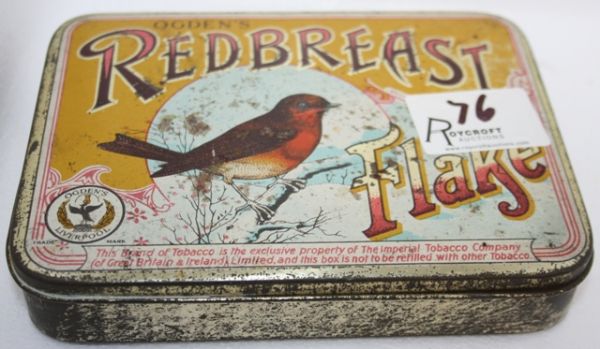 OGDEN'S
REDBREAST
76
ROYCROFT
AUCTIONS
Flake
OGDEN'S
LIVERPOOL
TRADE MARK
This Brand of Tobacco is the exclusive property of The Imperial Tobacco Company
(of Great Britain & Ireland), Limited, and this box is not to be refilled with other Tobacco.